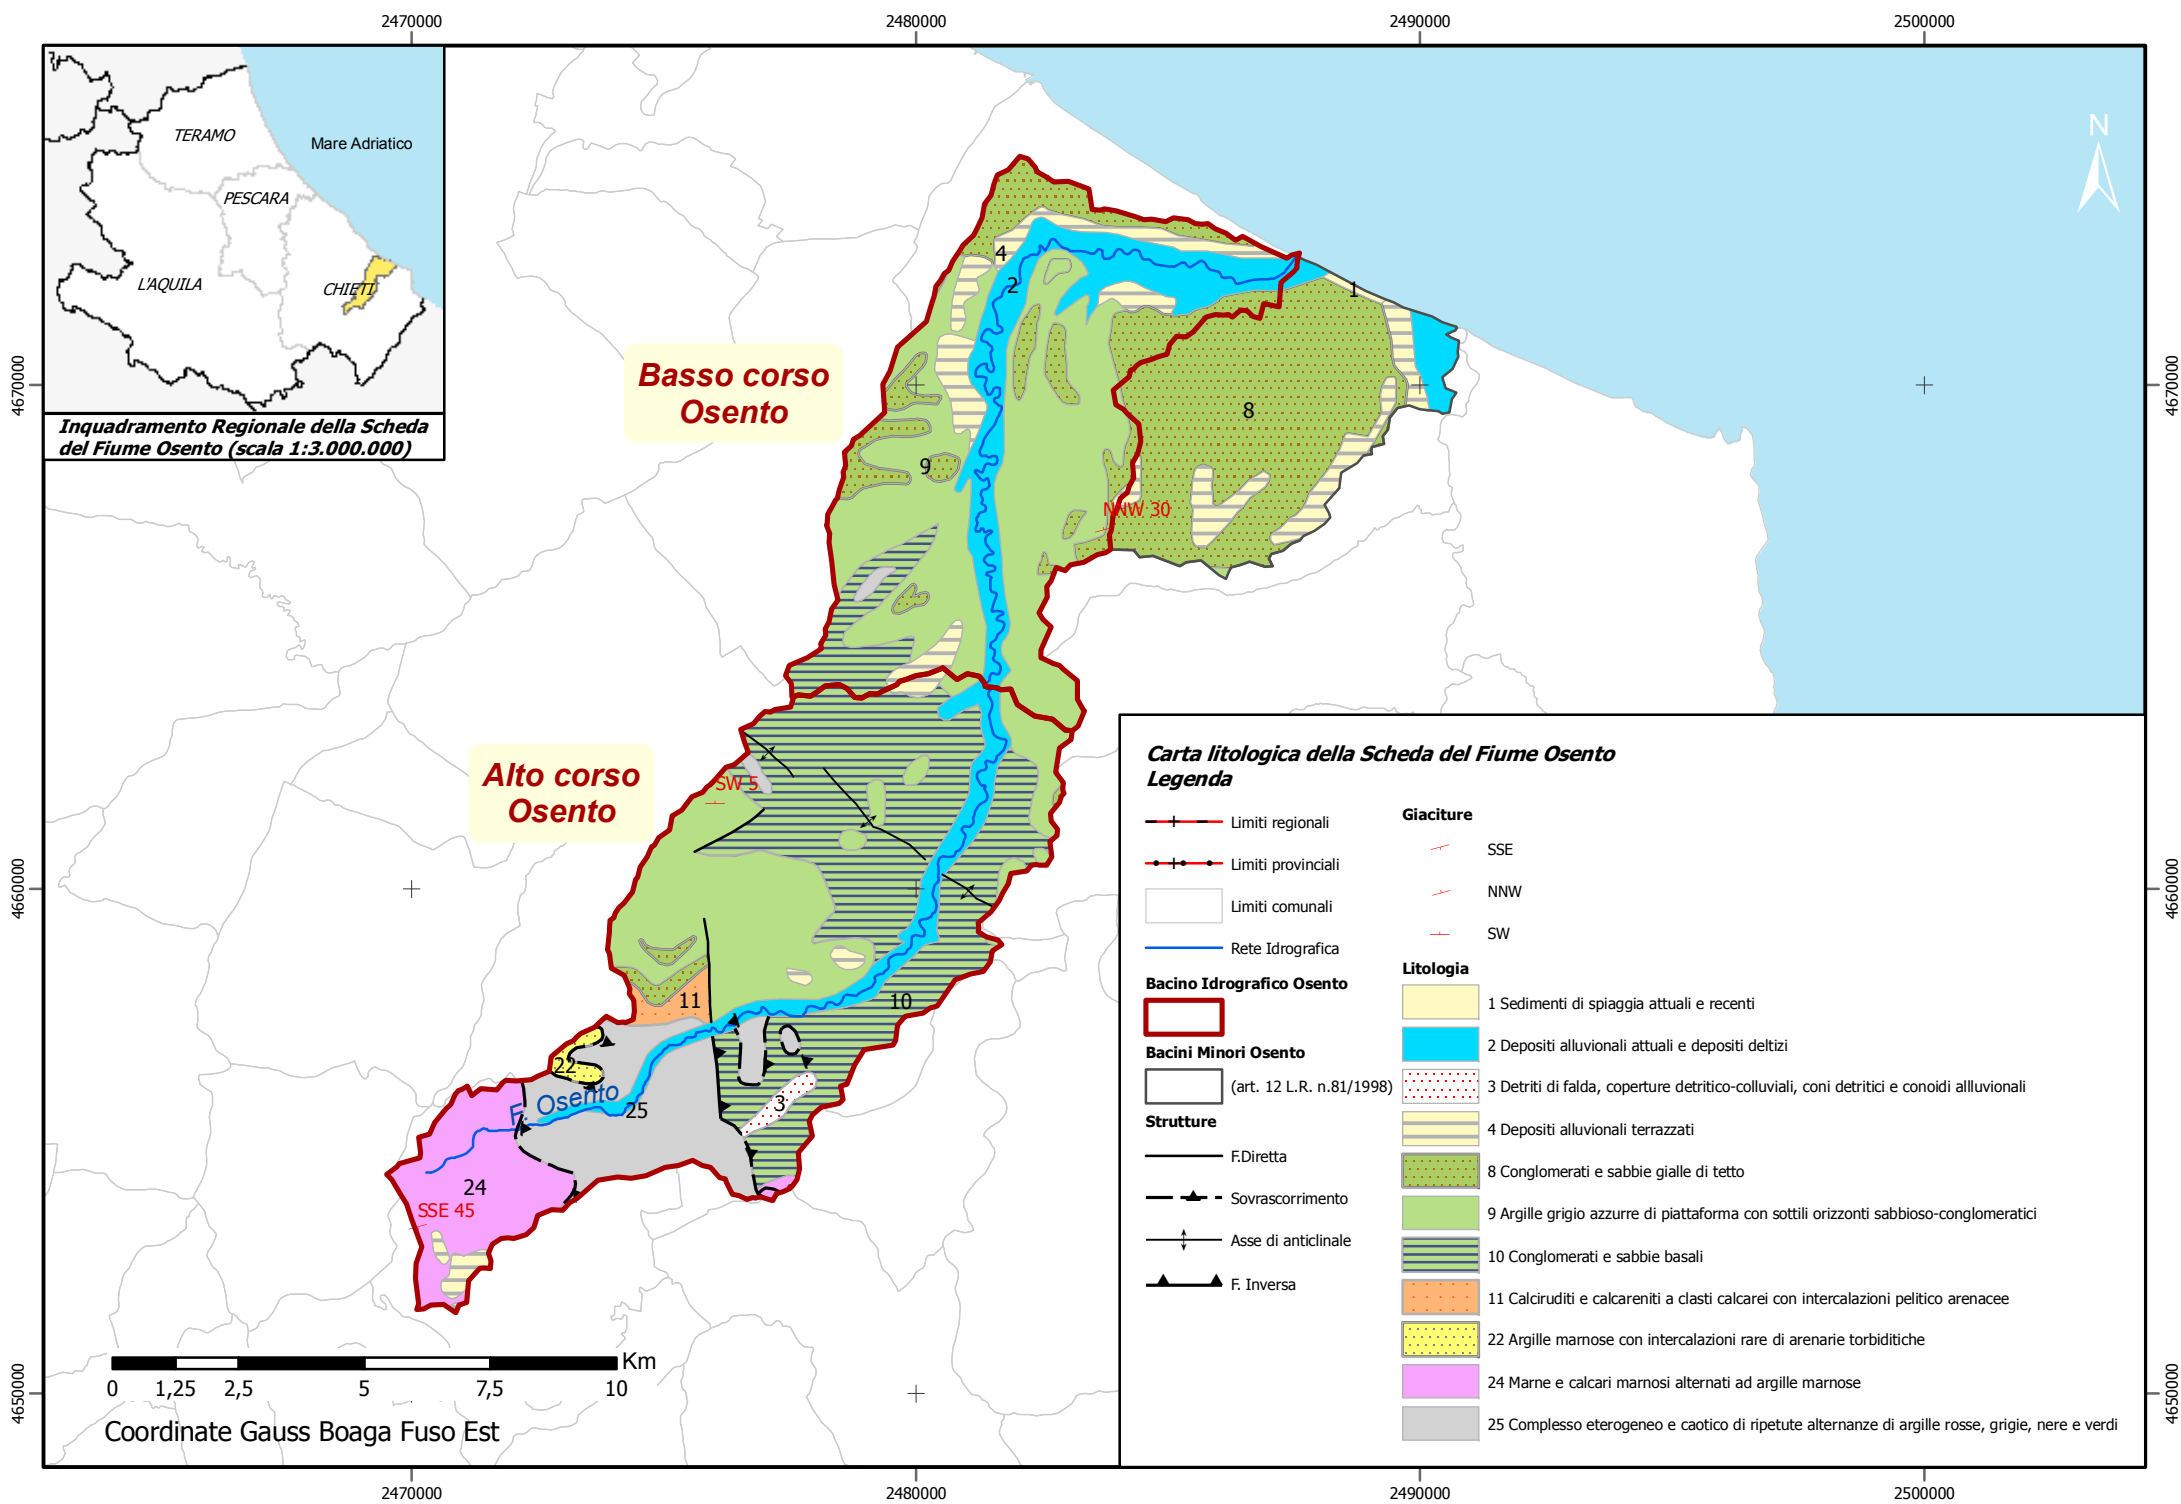 2470000
2480000
2490000
2500000
TERAMO
Mare Adriatico
PESCARA
L'AQUILA
CHIETI
Inquadramento Regionale della Scheda
del Fiume Osento (scala 1:3.000.000)
N
4670000
4670000
4660000
4660000
4650000
4650000
Basso corso
Osento
Alto corso
Osento
4
2
1
8
9
NNW 30
SW 5
11
10
22
F. Osento
25
3
24
SSE 45
Carta litologica della Scheda del Fiume Osento
Legenda
Limiti regionali
Limiti provinciali
Limiti comunali
Rete Idrografica
Bacino Idrografico Osento
Bacini Minori Osento
(art. 12 L.R. n.81/1998)
Strutture
F.Diretta
Sovrascorrimento
Asse di anticlinale
F. Inversa
Giaciture
SSE
NNW
SW
Litologia
1 Sedimenti di spiaggia attuali e recenti
2 Depositi alluvionali attuali e depositi deltizi
3 Detriti di falda, coperture detritico-colluviali, coni detritici e conoidi allluvionali
4 Depositi alluvionali terrazzati
8 Conglomerati e sabbie gialle di tetto
9 Argille grigio azzurre di piattaforma con sottili orizzonti sabbioso-conglomeratici
10 Conglomerati e sabbie basali
11 Calciruditi e calcareniti a clasti calcarei con intercalazioni pelitico arenacee
22 Argille marnose con intercalazioni rare di arenarie torbiditiche
24 Marne e calcari marnosi alternati ad argille marnose
25 Complesso eterogeneo e caotico di ripetute alternanze di argille rosse, grigie, nere e verdi
Km
0 1,25 2,5 5 7,5 10
Coordinate Gauss Boaga Fuso Est
2470000
2480000
2490000
2500000